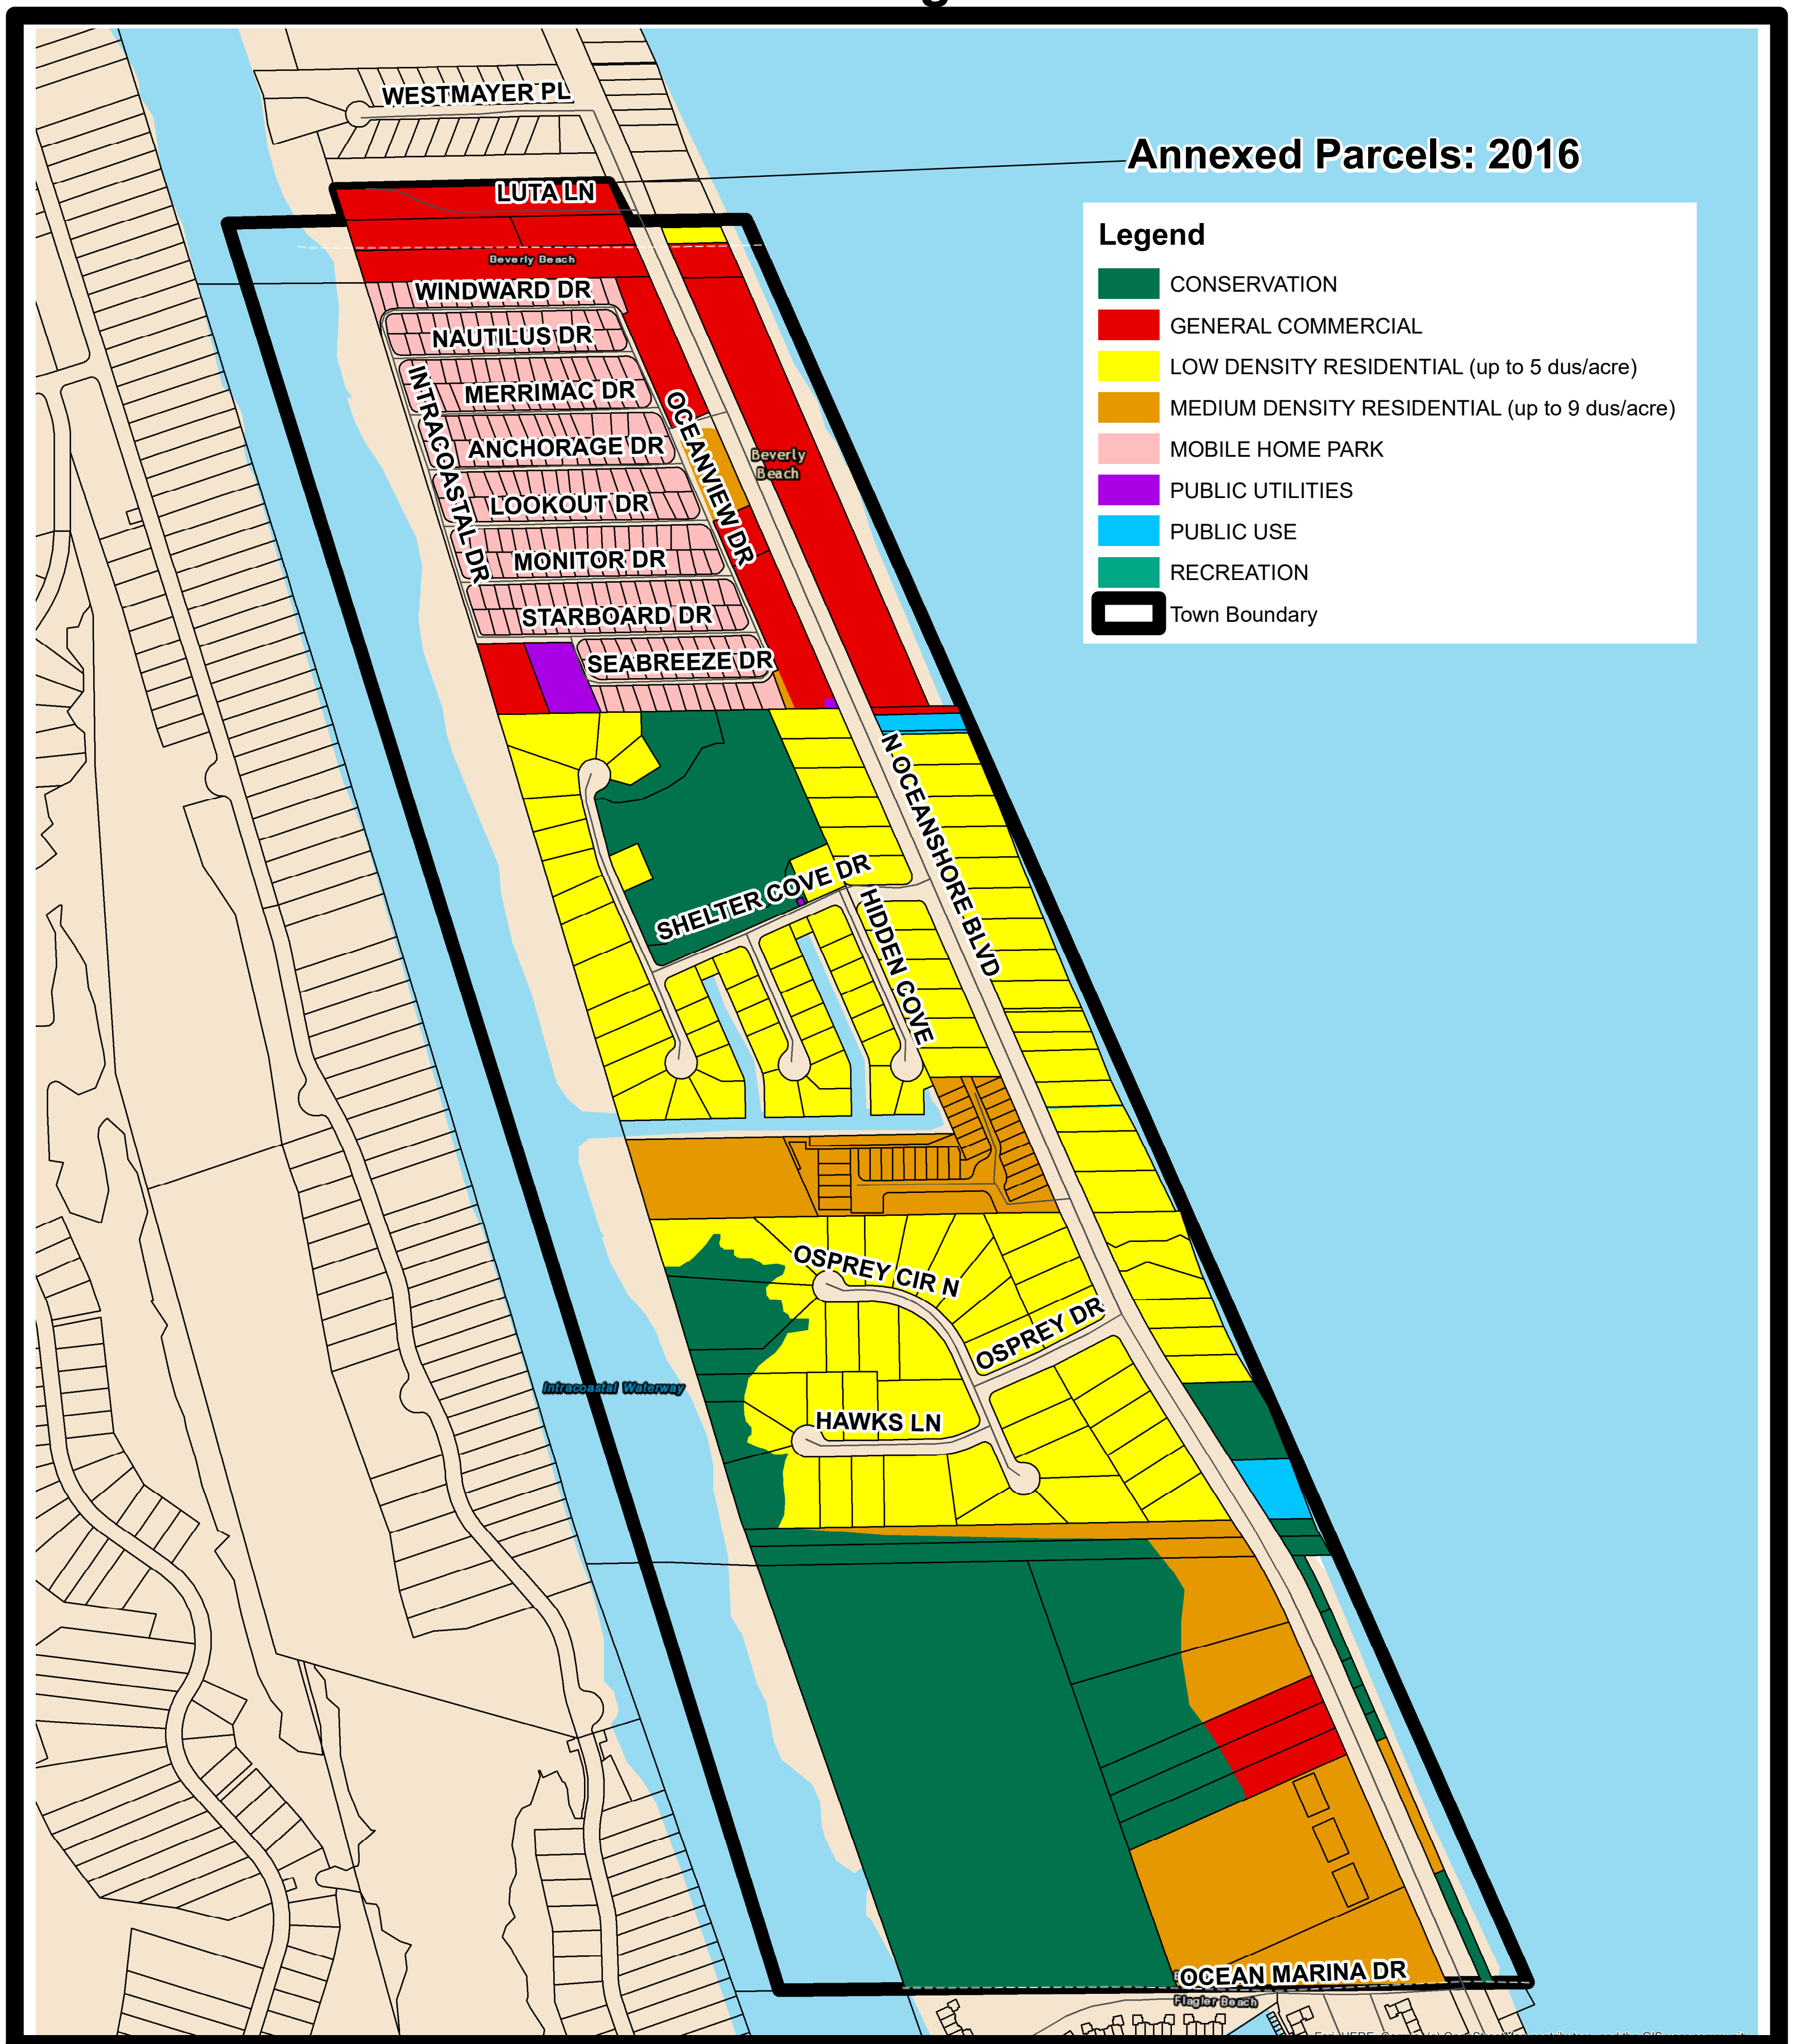 WESTMAYER PL
Annexed Parcels: 2016
LUTA LN
Legend
CONSERVATION
GENERAL COMMERCIAL
LOW DENSITY RESIDENTIAL (up to 5 dus/acre)
MEDIUM DENSITY RESIDENTIAL (up to 9 dus/acre)
MOBILE HOME PARK
PUBLIC UTILITIES
PUBLIC USE
RECREATION
Town Boundary
Beverly Beach
WINDWARD DR
NAUTILUS DR
MERRIMAC DR
INTRACOASTAL DR
OCEANVIEW DR
ANCHORAGE DR
Beverly
Beach
LOOKOUT DR
MONITOR DR
STARBOARD DR
SEABREEZE DR
N OCEANSHORE BLVD
SHELTER COVE DR
HIDDEN COVE
OSPREY CIR N
OSPREY DR
Intracoastal Waterway
HAWKS LN
OCEAN MARINA DR
Flagler Beach